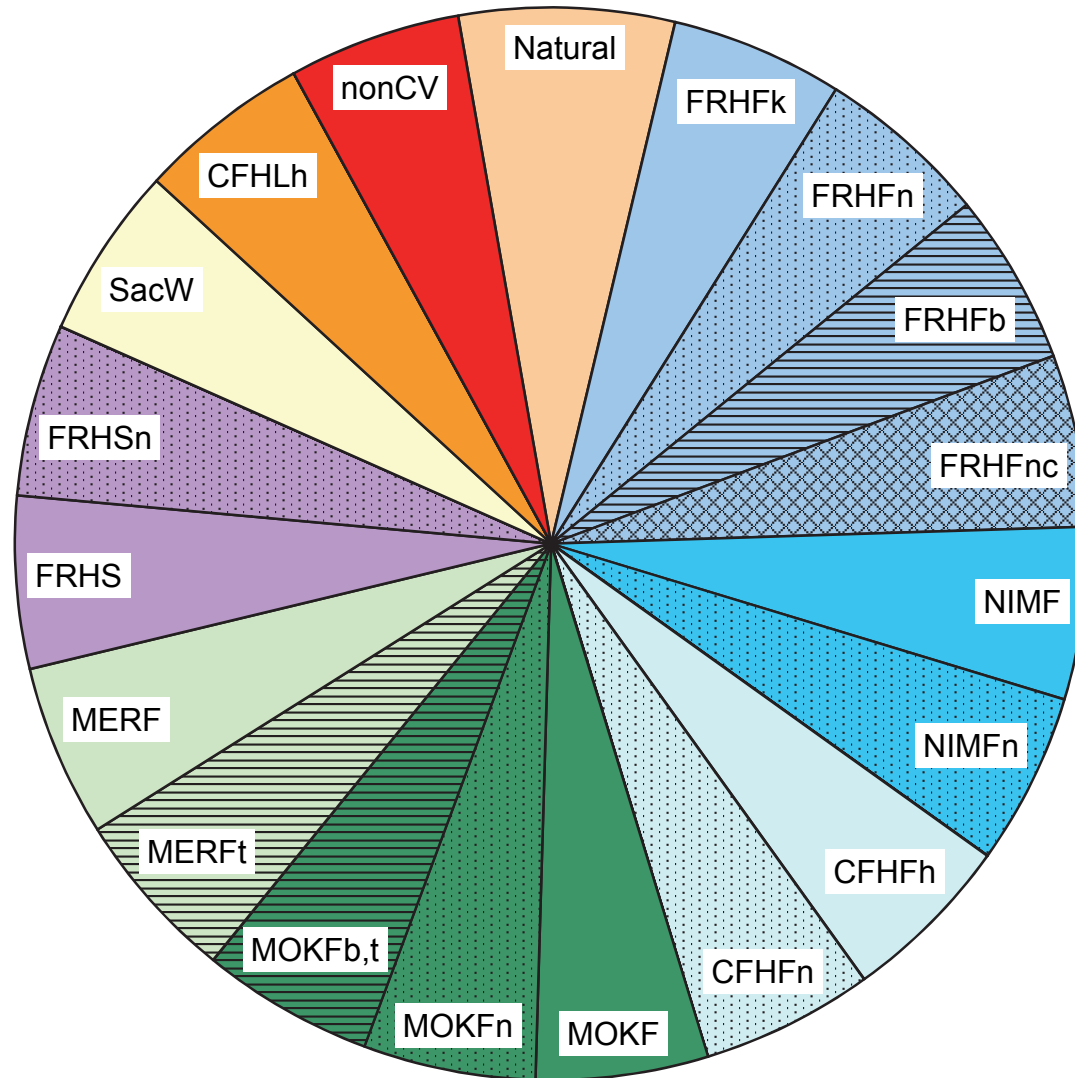 Natural
FRHFk
FRHFn
FRHFb
FRHFnc
NIMF
NIMFn
CFHFh
CFHFn
MOKF
MOKFn
MOKFb,t
MERFt
MERF
FRHS
FRHSn
SacW
CFHLh
nonCV